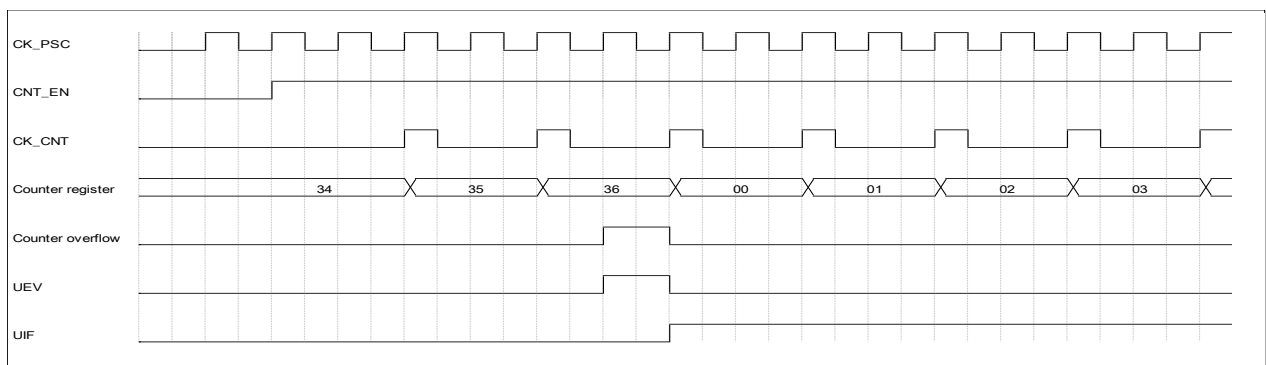 CK_PSC
CNT_EN
CK_CNT
Counter register 34 35 36 00 01 02 03
Counter overflow
UEV
UIF